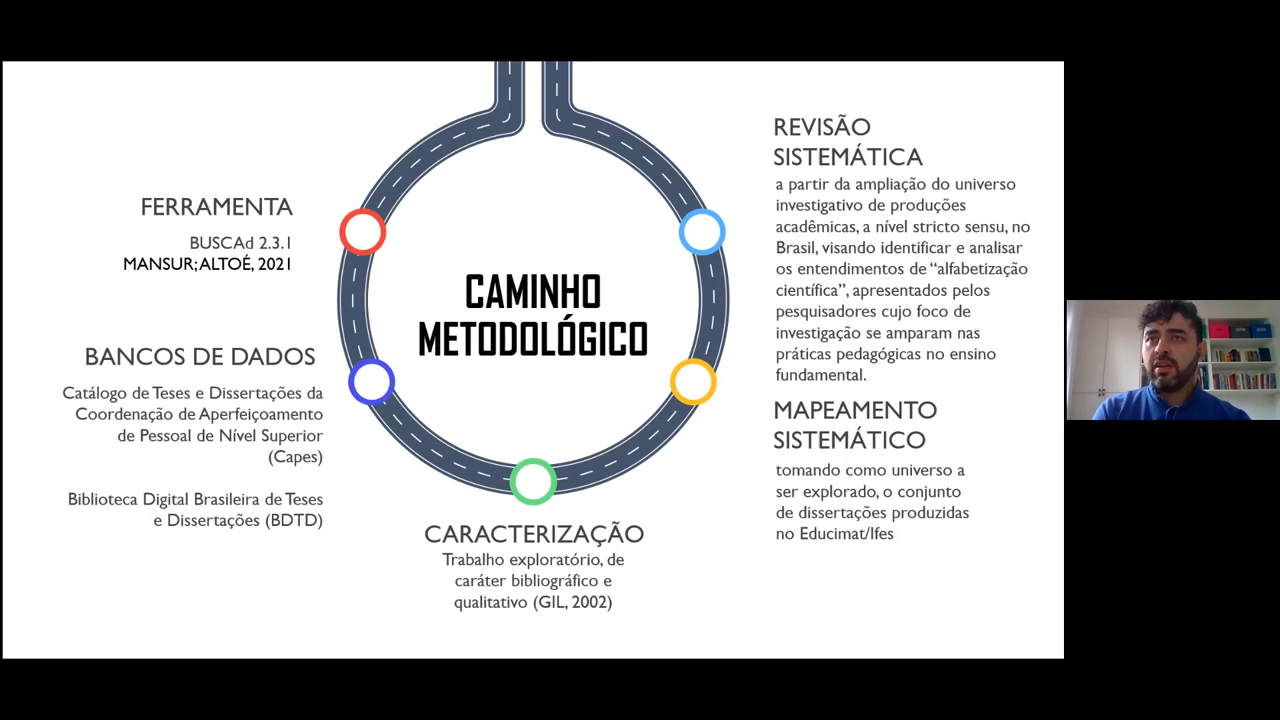 FERRAMENTA
BUSCAd 2.3.1
MANSUR;ALTOÉ, 2021
BANCOS DE DADOS
Catálogo de Teses e Dissertações da
Coordenação de Aperfeiçoamento
de Pessoal de Nível Superior
(Capes)
Biblioteca Digital Brasileira de Teses
e Dissertações (BDTD)
CAMINHO
METODOLÓGICO
CARACTERIZAÇÃO
Trabalho exploratório, de
caráter bibliográfico e
qualitativo (GIL, 2002)
REVISÃO
SISTEMÁTICA
a partir da ampliação do universo
investigativo de produções
acadêmicas, a nível stricto sensu, no
Brasil, visando identificar e analisar
os entendimentos de “alfabetização
científica”, apresentados pelos
pesquisadores cujo foco de
investigação se amparam nas
práticas pedagógicas no ensino
fundamental.
MAPEAMENTO
SISTEMÁTICO
tomando como universo a
ser explorado, o conjunto
de dissertações produzidas
no Educimat/Ifes